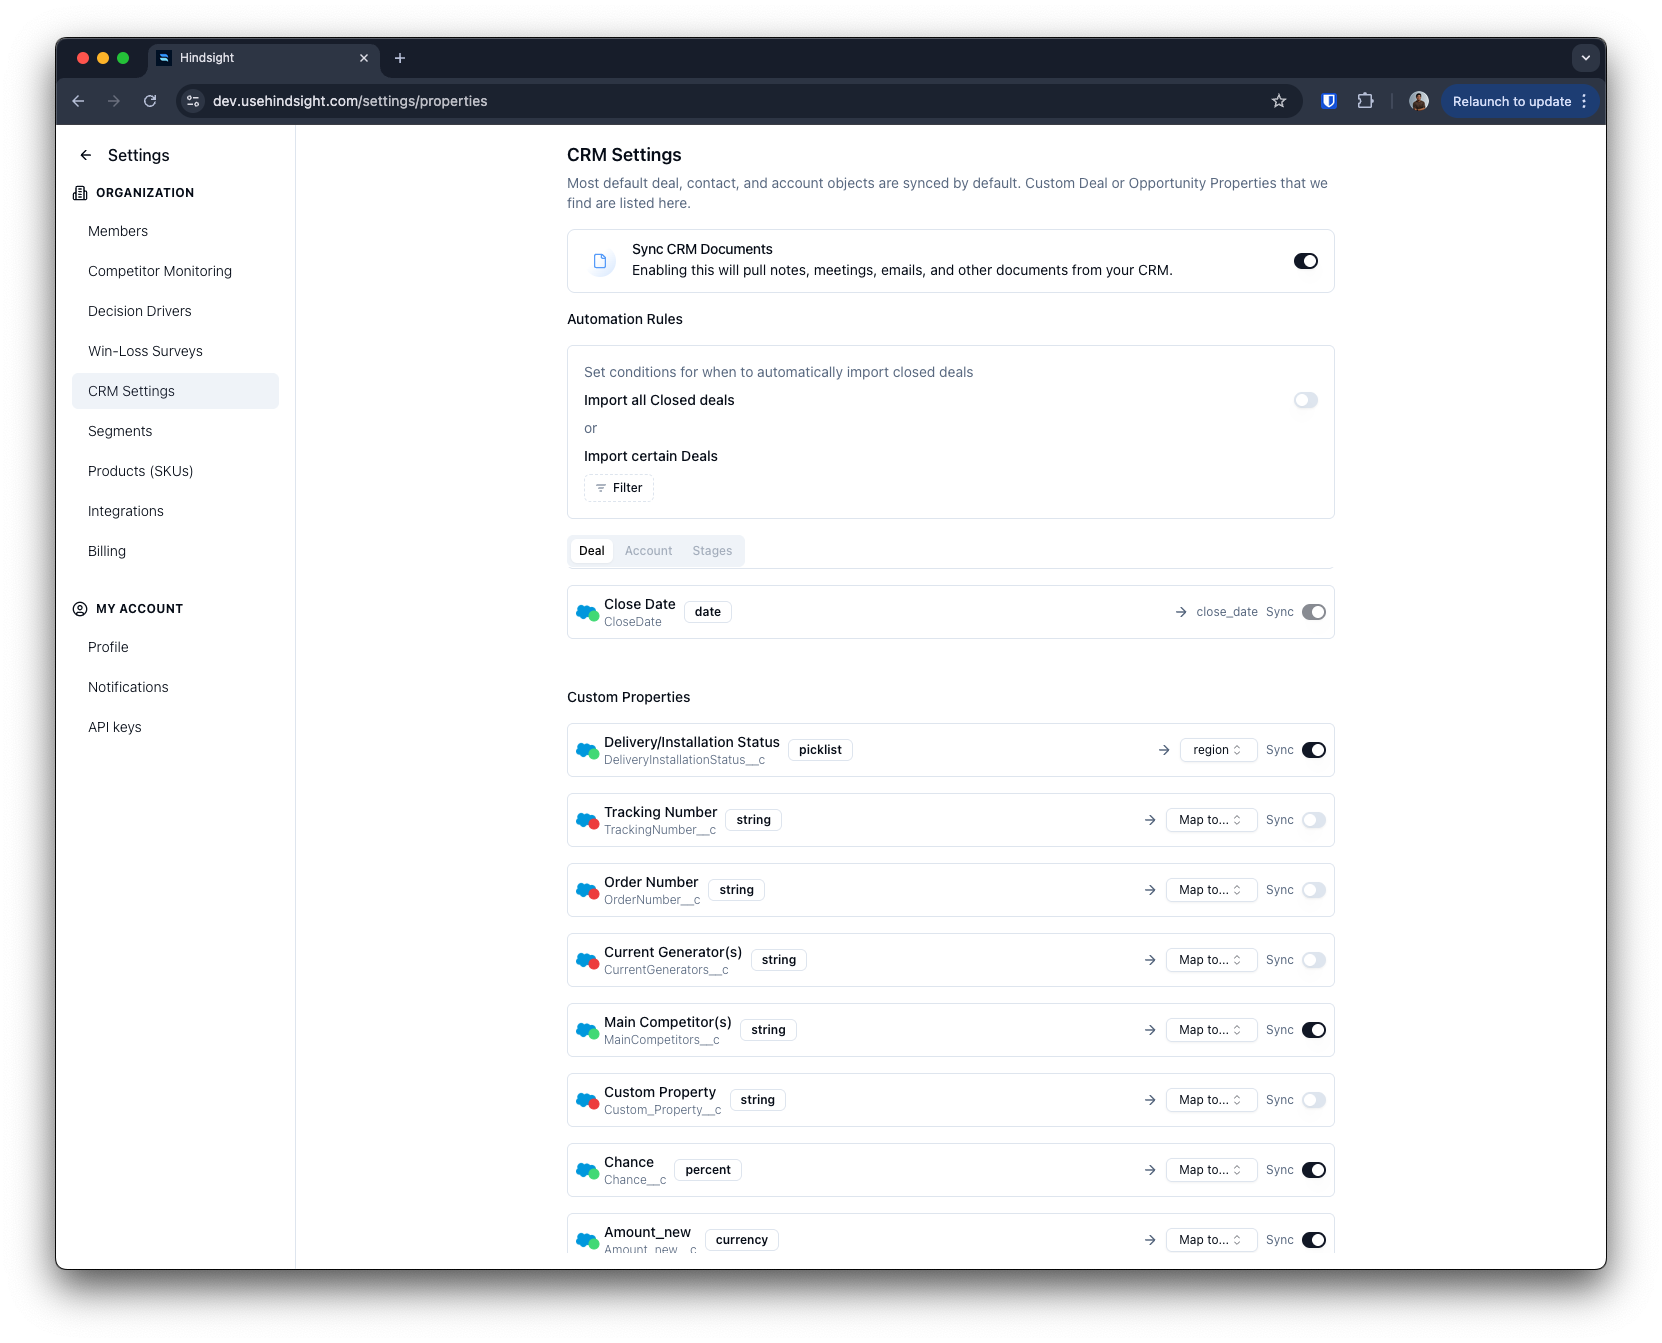 Hindsight
dev.usehindsight.com/settings/properties
Relaunch to update
Settings
ORGANIZATION
Members
Competitor Monitoring
Decision Drivers
Win-Loss Surveys
CRM Settings
Segments
Products (SKUs)
Integrations
Billing
MY ACCOUNT
Profile
Notifications
API keys
CRM Settings
Most default deal, contact, and account objects are synced by default. Custom Deal or Opportunity Properties that we
find are listed here.
Sync CRM Documents
Enabling this will pull notes, meetings, emails, and other documents from your CRM.
Automation Rules
Set conditions for when to automatically import closed deals
Import all Closed deals
or
Import certain Deals
Filter
Deal Account Stages
Close Date date close_date Sync
CloseDate
Custom Properties
Delivery/Installation Status picklist region Sync
DeliveryInstallationStatus__c
Tracking Number string Map to... Sync
TrackingNumber__c
Order Number string Map to... Sync
OrderNumber__c
Current Generator(s) string Map to... Sync
CurrentGenerators__c
Main Competitor(s) string Map to... Sync
MainCompetitors__c
Custom Property string Map to... Sync
Custom_Property__c
Chance percent Map to... Sync
Chance__c
Amount_new currency Map to... Sync
Amount_new__c